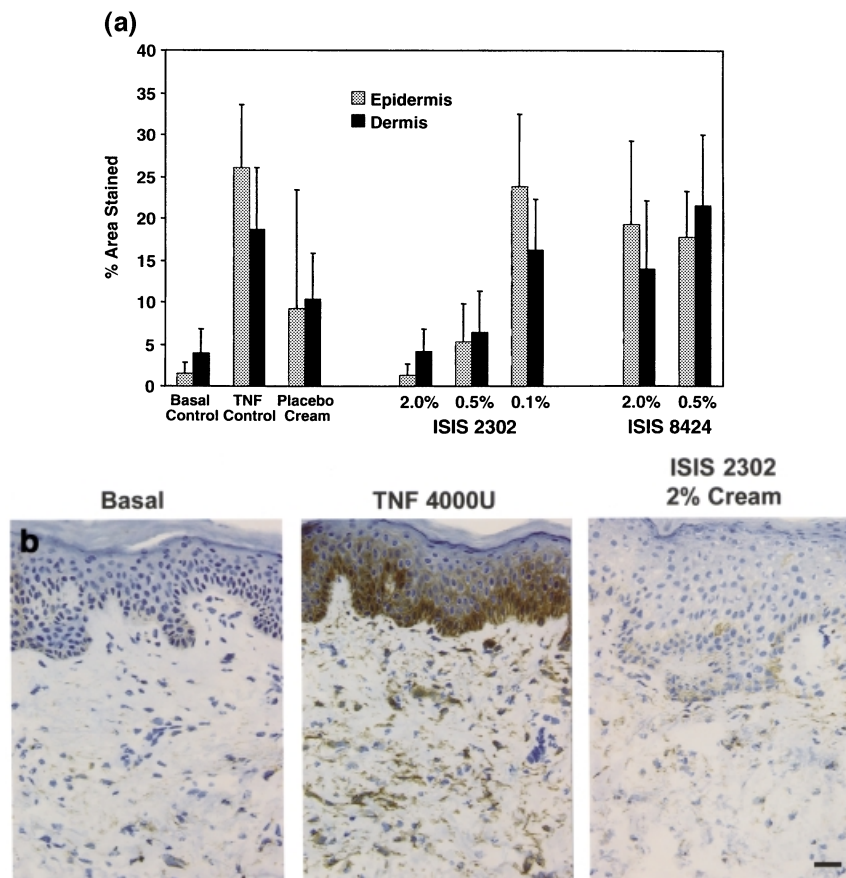 (a)
40
35
30
25
20
15
10
5
0
% Area Stained
Epidermis
Dermis
Basal TNF Placebo
Control Control Cream
2.0% 0.5% 0.1% 2.0% 0.5%
ISIS 2302 ISIS 8424
Basal
TNF 4000U
ISIS 2302
2% Cream
b